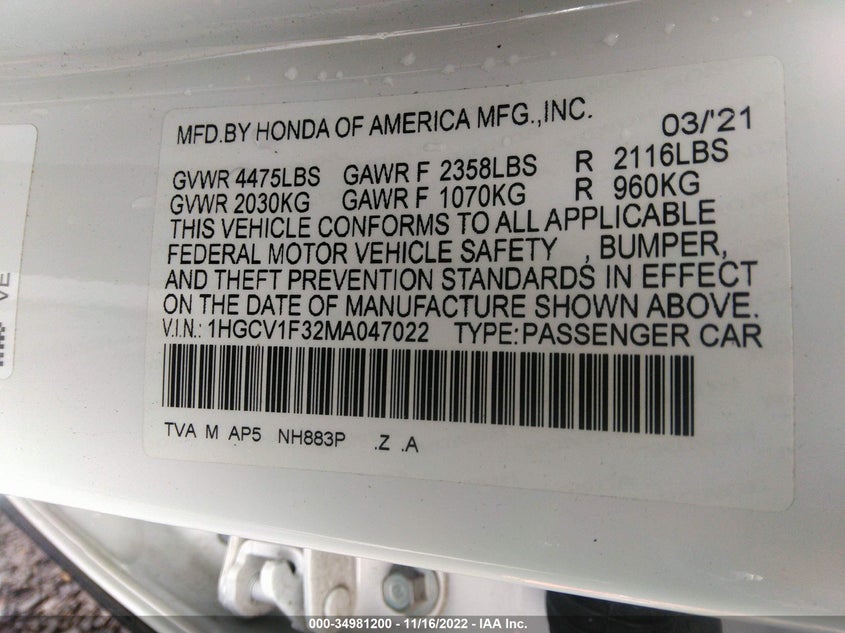 MFD.BY HONDA OF AMERICA MFG.,INC. 03/'21
GVWR 4475LBS GAWR F 2358LBS R 2116LBS
GVWR 2030KG GAWR F 1070KG R 960KG
THIS VEHICLE CONFORMS TO ALL APPLICABLE
FEDERAL MOTOR VEHICLE SAFETY , BUMPER,
AND THEFT PREVENTION STANDARDS IN EFFECT
ON THE DATE OF MANUFACTURE SHOWN ABOVE.
V.I.N.: 1HGCV1F32MA047022 TYPE:PASSENGER CAR
TVA M AP5 NH883P .Z .A
VE
000-34981200 - 11/16/2022 - IAA Inc.